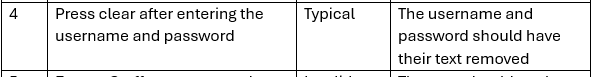 4 Press clear after entering the Typical The username and
username and password password should have
their text removed